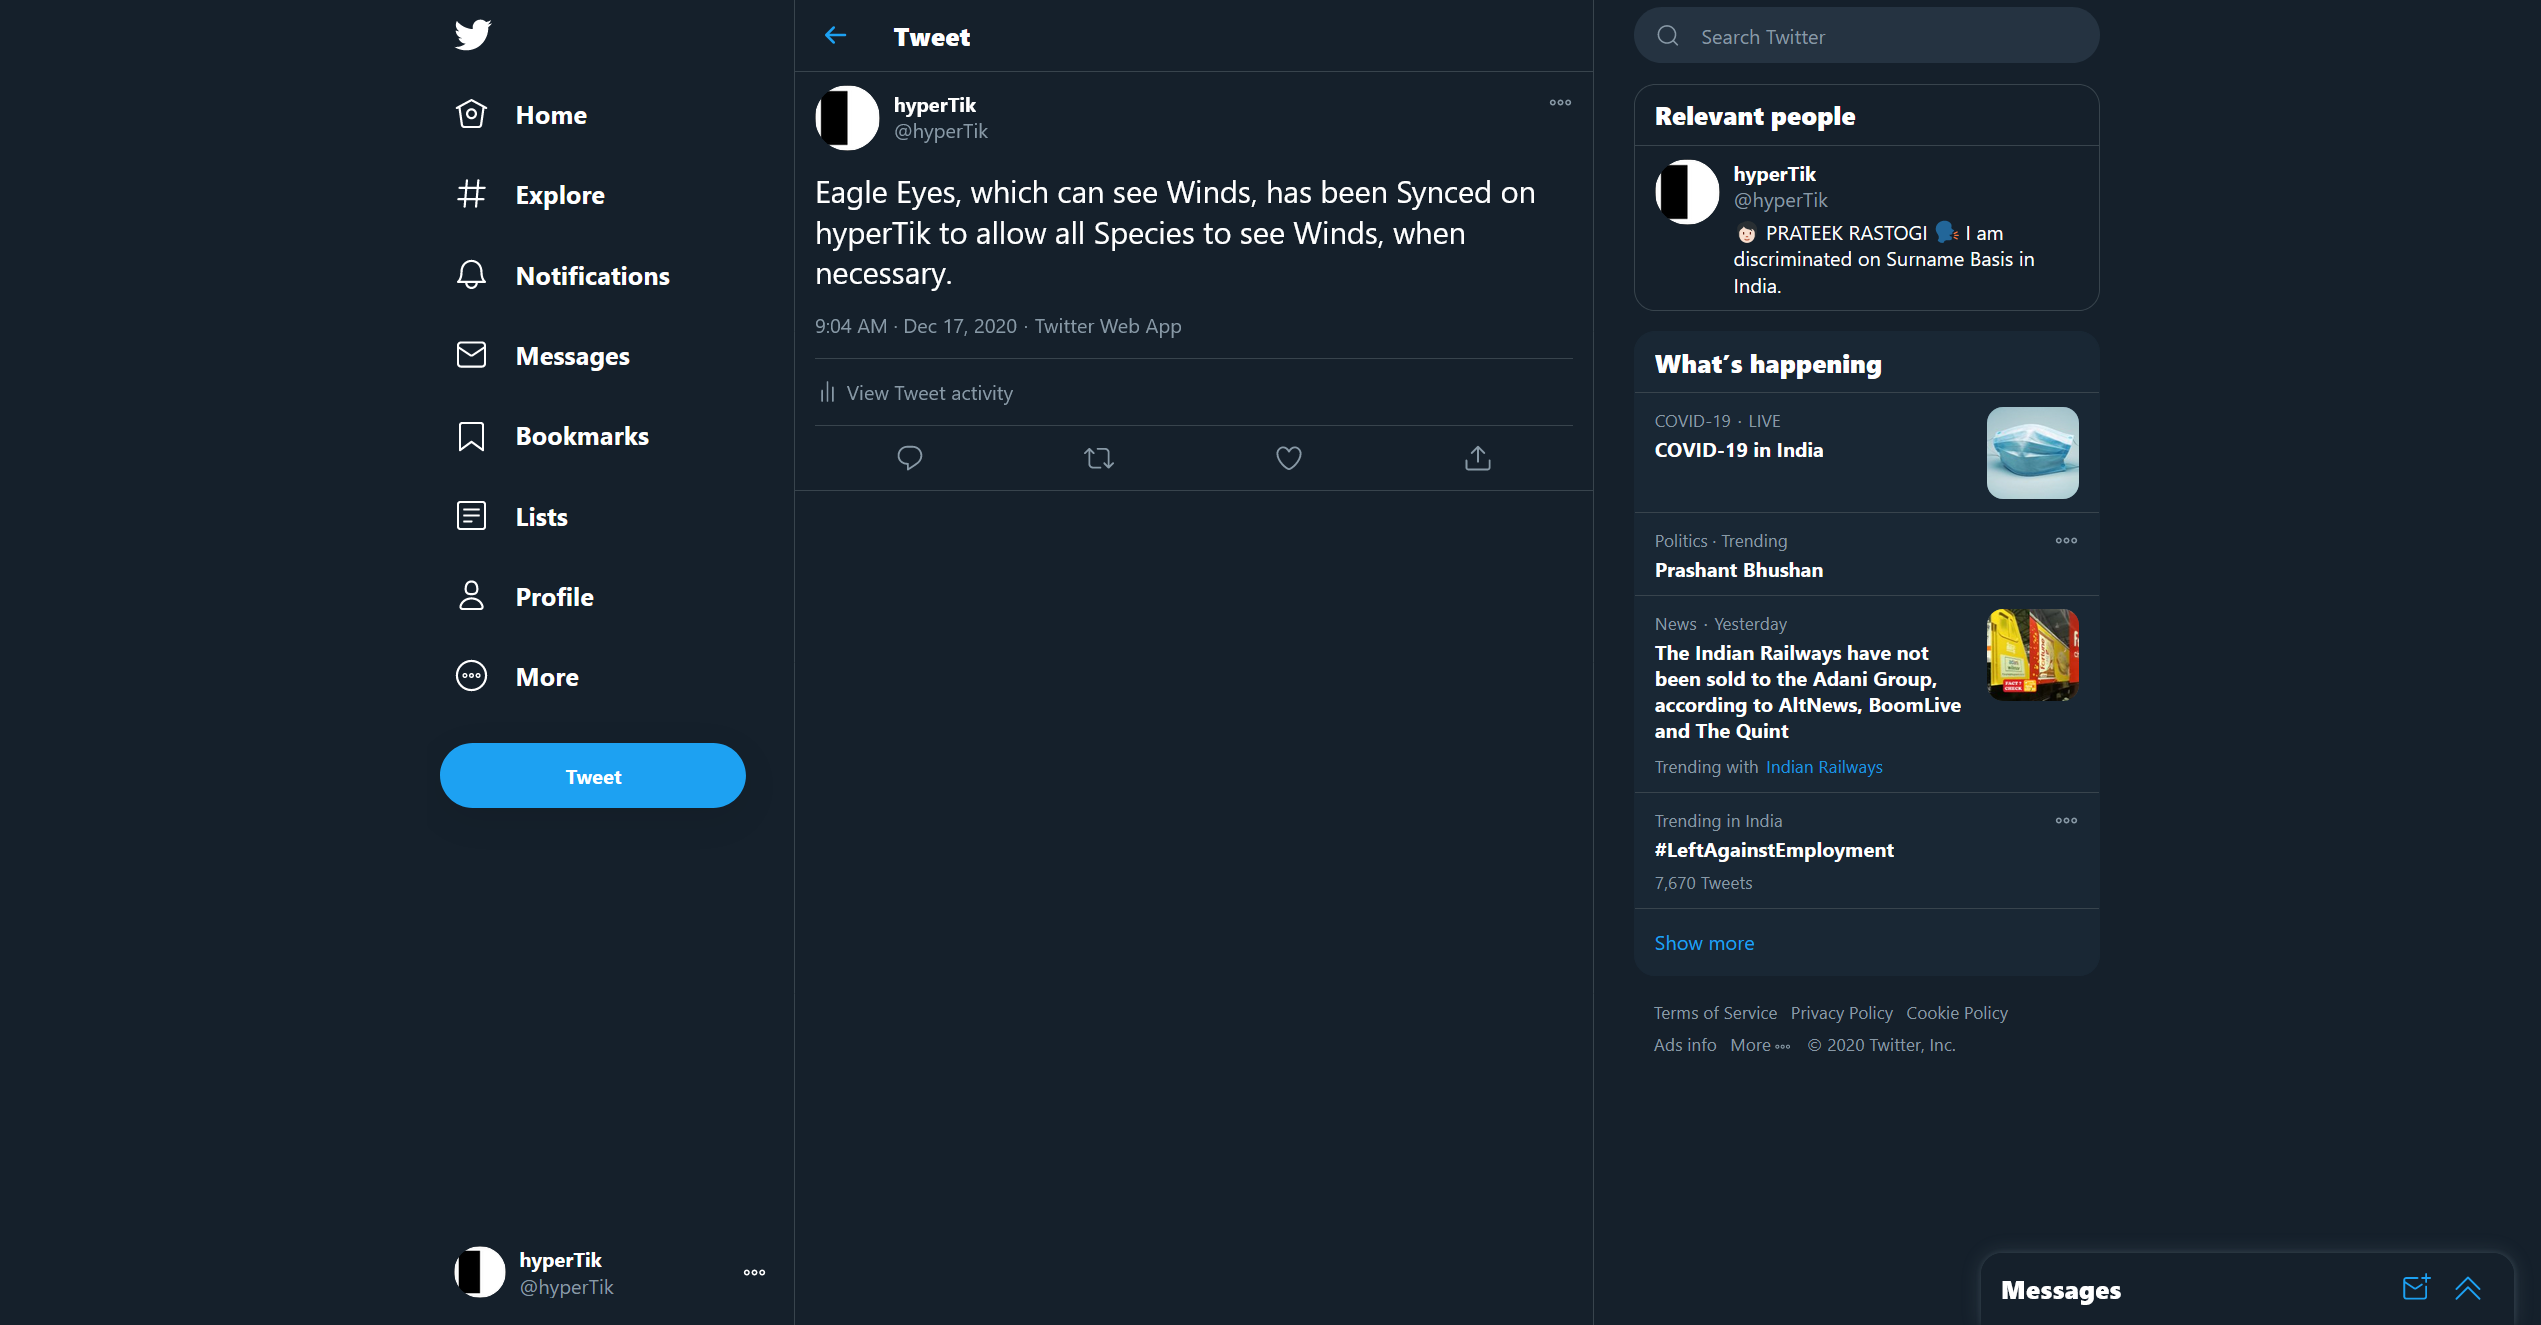 Home
Explore
Notifications
Messages
Bookmarks
Lists
Profile
More
Tweet
hyperTik
@hyperTik
Tweet
hyperTik
@hyperTik
Eagle Eyes, which can see Winds, has been Synced on
hyperTik to allow all Species to see Winds, when
necessary.
9:04 AM · Dec 17, 2020 · Twitter Web App
View Tweet activity
Search Twitter
Relevant people
hyperTik
@hyperTik
PRATEEK RASTOGI I am
discriminated on Surname Basis in
India.
What's happening
COVID-19 · LIVE
COVID-19 in India
Politics · Trending
Prashant Bhushan
News · Yesterday
The Indian Railways have not
been sold to the Adani Group,
according to AltNews, BoomLive
and The Quint
FACT
CHECK
Trending with Indian Railways
Trending in India
#LeftAgainstEmployment
7,670 Tweets
Show more
Terms of Service Privacy Policy Cookie Policy
Ads info More © 2020 Twitter, Inc.
Messages